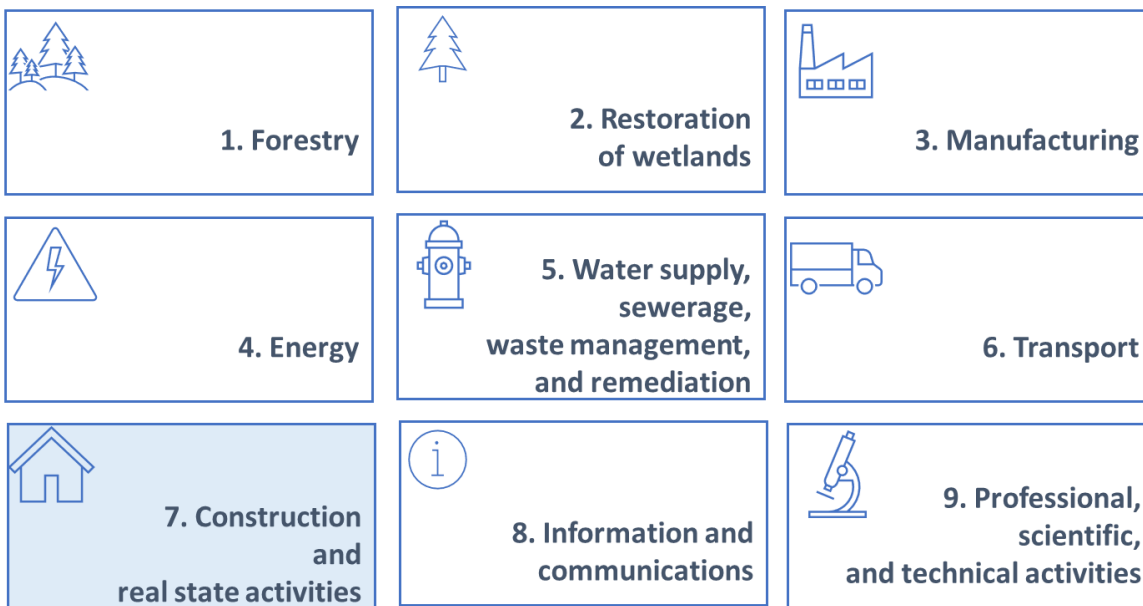 1. Forestry
2. Restoration
of wetlands
3. Manufacturing
4. Energy
5. Water supply,
sewerage,
waste management,
and remediation
6. Transport
7. Construction
and
real state activities
i
8. Information and
communications
9. Professional,
scientific,
and technical activities